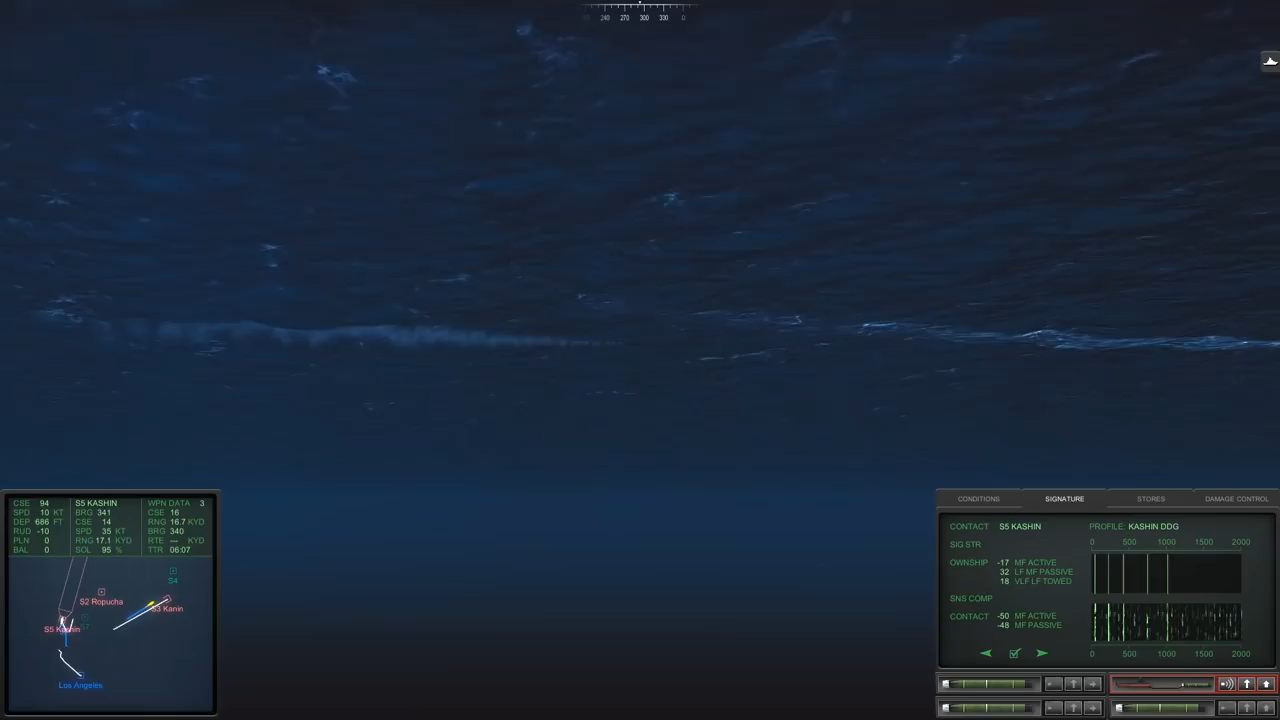 240 270 300 330 0
CSE 94
SPD 10 KT
DEP 686 FT
RUD -10
PLN 0
BAL 0
S5 KASHIN
BRG 341
CSE 14
SPD 35 KT
RNG 17.1 KYD
SOL 95 %
WPN DATA 3
CSE 16
RNG 16.7 KYD
BRG 340
RTE --- KYD
TTR 06:07
S4
S2 Ropucha
S3 Kanin
S7
S5 Kashin
Los Angeles
CONDITIONS SIGNATURE STORES DAMAGE CONTROL
CONTACT S5 KASHIN PROFILE: KASHIN DDG
0 500 1000 1500 2000
SIG STR
OWNSHIP -17 MF ACTIVE
32 LF MF PASSIVE
18 VLF LF TOWED
SNS COMP
CONTACT -50 MF ACTIVE
-48 MF PASSIVE
0 500 1000 1500 2000